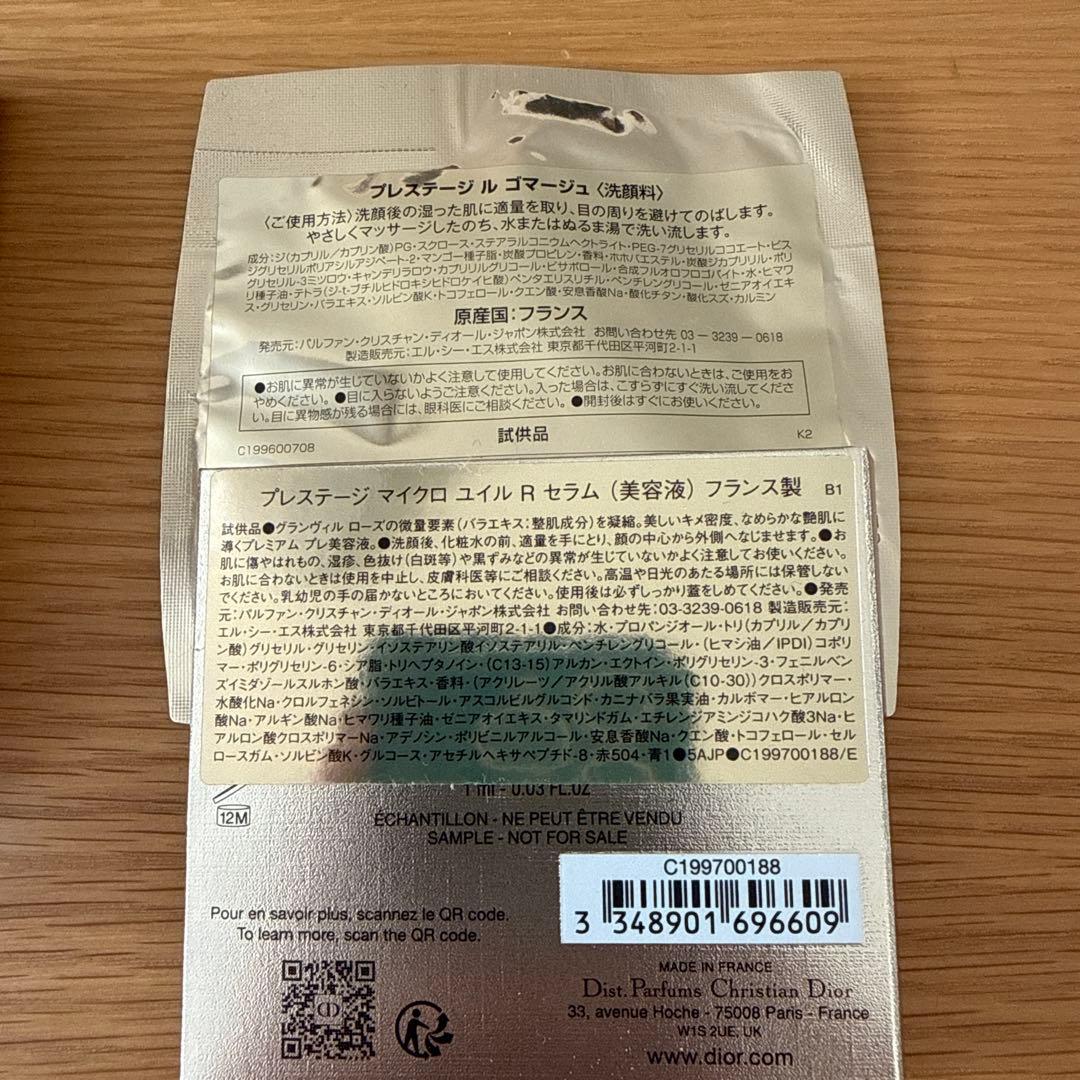 プレステージ ル ゴマージュ〈洗顔料〉
〈ご使用方法〉洗顔後の湿った肌に適量を取り、目の周りを避けてのばします。
やさしくマッサージしたのち、水またはぬるま湯で洗い流します。
成分：ジ（カプリル／カプリン酸）PG・スクロース・ステアラルコニウムヘクトライト・PEG-7グリセリルココエート・ビス
ジグリセリルポリアシルアジペート-2・マンゴー種子脂・炭酸プロピレン・香料・ホホバエステル・炭酸ジカプリリル・ポリ
グリセリル-3ミツロウ・キャンデリラロウ・カプリリルグリコール・ビサボロール・合成フルオロフロゴパイト・水・ヒマワ
リ種子油・テトラ（ジ-t-ブチルヒドロキシヒドロケイヒ酸）ペンタエリスリチル・ペンチレングリコール・ゼニアオイエキ
ス・グリセリン・バラエキス・ソルビン酸K・トコフェロール・クエン酸・安息香酸Na・酸化チタン・酸化スズ・カルミン
原産国：フランス
発売元：パルファン・クリスチャン・ディオール・ジャポン株式会社 お問い合わせ先 03－3239－0618
製造販売元：エル・シー・エス株式会社 東京都千代田区平河町2-1-1
●お肌に異常が生じていないかよく注意して使用してください。お肌に合わないときは、ご使用をお
やめください。●目に入らないようご注意ください。入った場合は、こすらずにすぐ洗い流してくださ
い。目に異物感が残る場合には、眼科医にご相談ください。●開封後はすぐにお使いください。
試供品
C199600708
K2
プレステージ マイクロ ユイル R セラム（美容液）フランス製 B1
試供品●グランヴィル ローズの微量要素（バラエキス：整肌成分）を凝縮。美しいキメ密度、なめらかな艶肌に
導くプレミアム プレ美容液。●洗顔後、化粧水の前、適量を手にとり、顔の中心から外側へなじませます。●お
肌に傷やはれもの、湿疹、色抜け（白斑等）や黒ずみなどの異常が生じていないかよく注意してお使いください。
お肌に合わないときは使用を中止し、皮膚科医等にご相談ください。高温や日光のあたる場所には保管しない
でください。乳幼児の手の届かないところにおいてください。使用後は必ずしっかり蓋をしめてください。●発売
元：パルファン・クリスチャン・ディオール・ジャポン株式会社 お問い合わせ先：03-3239-0618 製造販売元：
エル・シー・エス株式会社 東京都千代田区平河町2-1-1●成分：水・プロパンジオール・トリ（カプリル／カプリ
ン酸）グリセリル・グリセリン・イソステアリン酸イソステアリル・ペンチレングリコール・（ヒマシ油／IPDI）コポリ
マー・ポリグリセリン-6・シア脂・トリヘプタノイン・（C13-15）アルカン・エクトイン・ポリグリセリン-3・フェニルベン
ズイミダゾールスルホン酸・バラエキス・香料・（アクリレーツ／アクリル酸アルキル（C10-30））クロスポリマー・
水酸化Na・クロルフェネシン・ソルビトール・アスコルビルグルコシド・カニナバラ果実油・カルボマー・ヒアルロン
酸Na・アルギン酸Na・ヒマワリ種子油・ゼニアオイエキス・タマリンドガム・エチレンジアミンジコハク酸3Na・ヒ
アルロン酸クロスポリマーNa・アデノシン・ポリビニルアルコール・安息香酸Na・クエン酸・トコフェロール・セル
ロースガム・ソルビン酸K・グルコース・アセチルヘキサペプチド-8・赤504・青1●5AJP●C199700188/E
1 ml - 0.03 FL.OZ
12M
ÉCHANTILLON - NE PEUT ÊTRE VENDU
SAMPLE - NOT FOR SALE
C199700188
3 348901 696609
Pour en savoir plus, scannez le QR code.
To learn more, scan the QR code.
CD
MADE IN FRANCE
Dist. Parfums Christian Dior
33, avenue Hoche - 75008 Paris - France
W1S 2UE, UK
www.dior.com